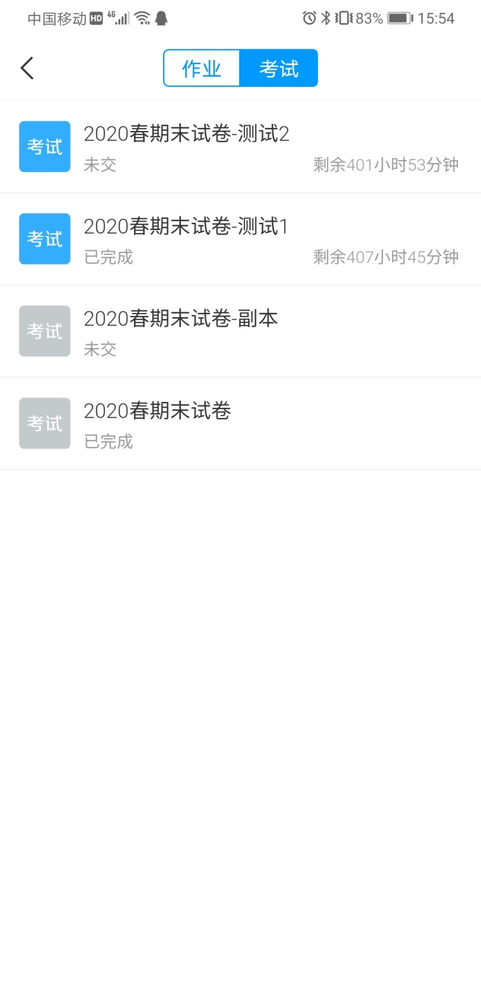 中国移动 HD 4G 83% 15:54
作业 考试
考试 2020春期末试卷-测试2
未交 剩余401小时53分钟
考试 2020春期末试卷-测试1
已完成 剩余407小时45分钟
考试 2020春期末试卷-副本
未交
考试 2020春期末试卷
已完成